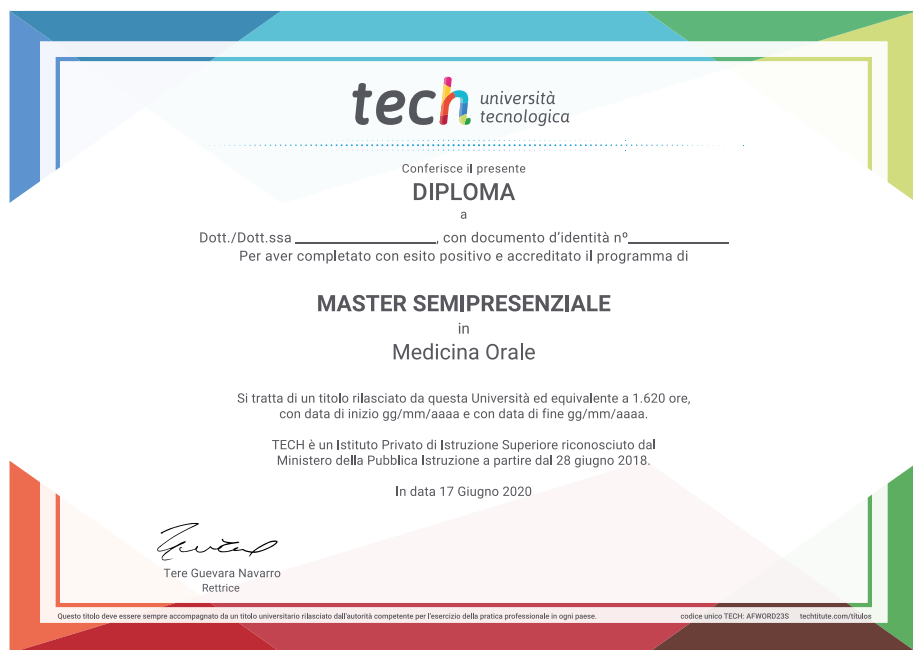 tech università
tecnologica
Conferisce il presente
DIPLOMA
a
Dott./Dott.ssa ____________________, con documento d'identità nº______________
Per aver completato con esito positivo e accreditato il programma di
MASTER SEMIPRESENZIALE
in
Medicina Orale
Si tratta di un titolo rilasciato da questa Università ed equivalente a 1.620 ore,
con data di inizio gg/mm/aaaa e con data di fine gg/mm/aaaa.
TECH è un Istituto Privato di Istruzione Superiore riconosciuto dal
Ministero della Pubblica Istruzione a partire dal 28 giugno 2018.
In data 17 Giugno 2020
Tere Guevara Navarro
Rettrice
Questo titolo deve essere sempre accompagnato da un titolo universitario rilasciato dall'autorità competente per l'esercizio della pratica professionale in ogni paese. codice unico TECH: AFWORD23S techtitute.com/titulos